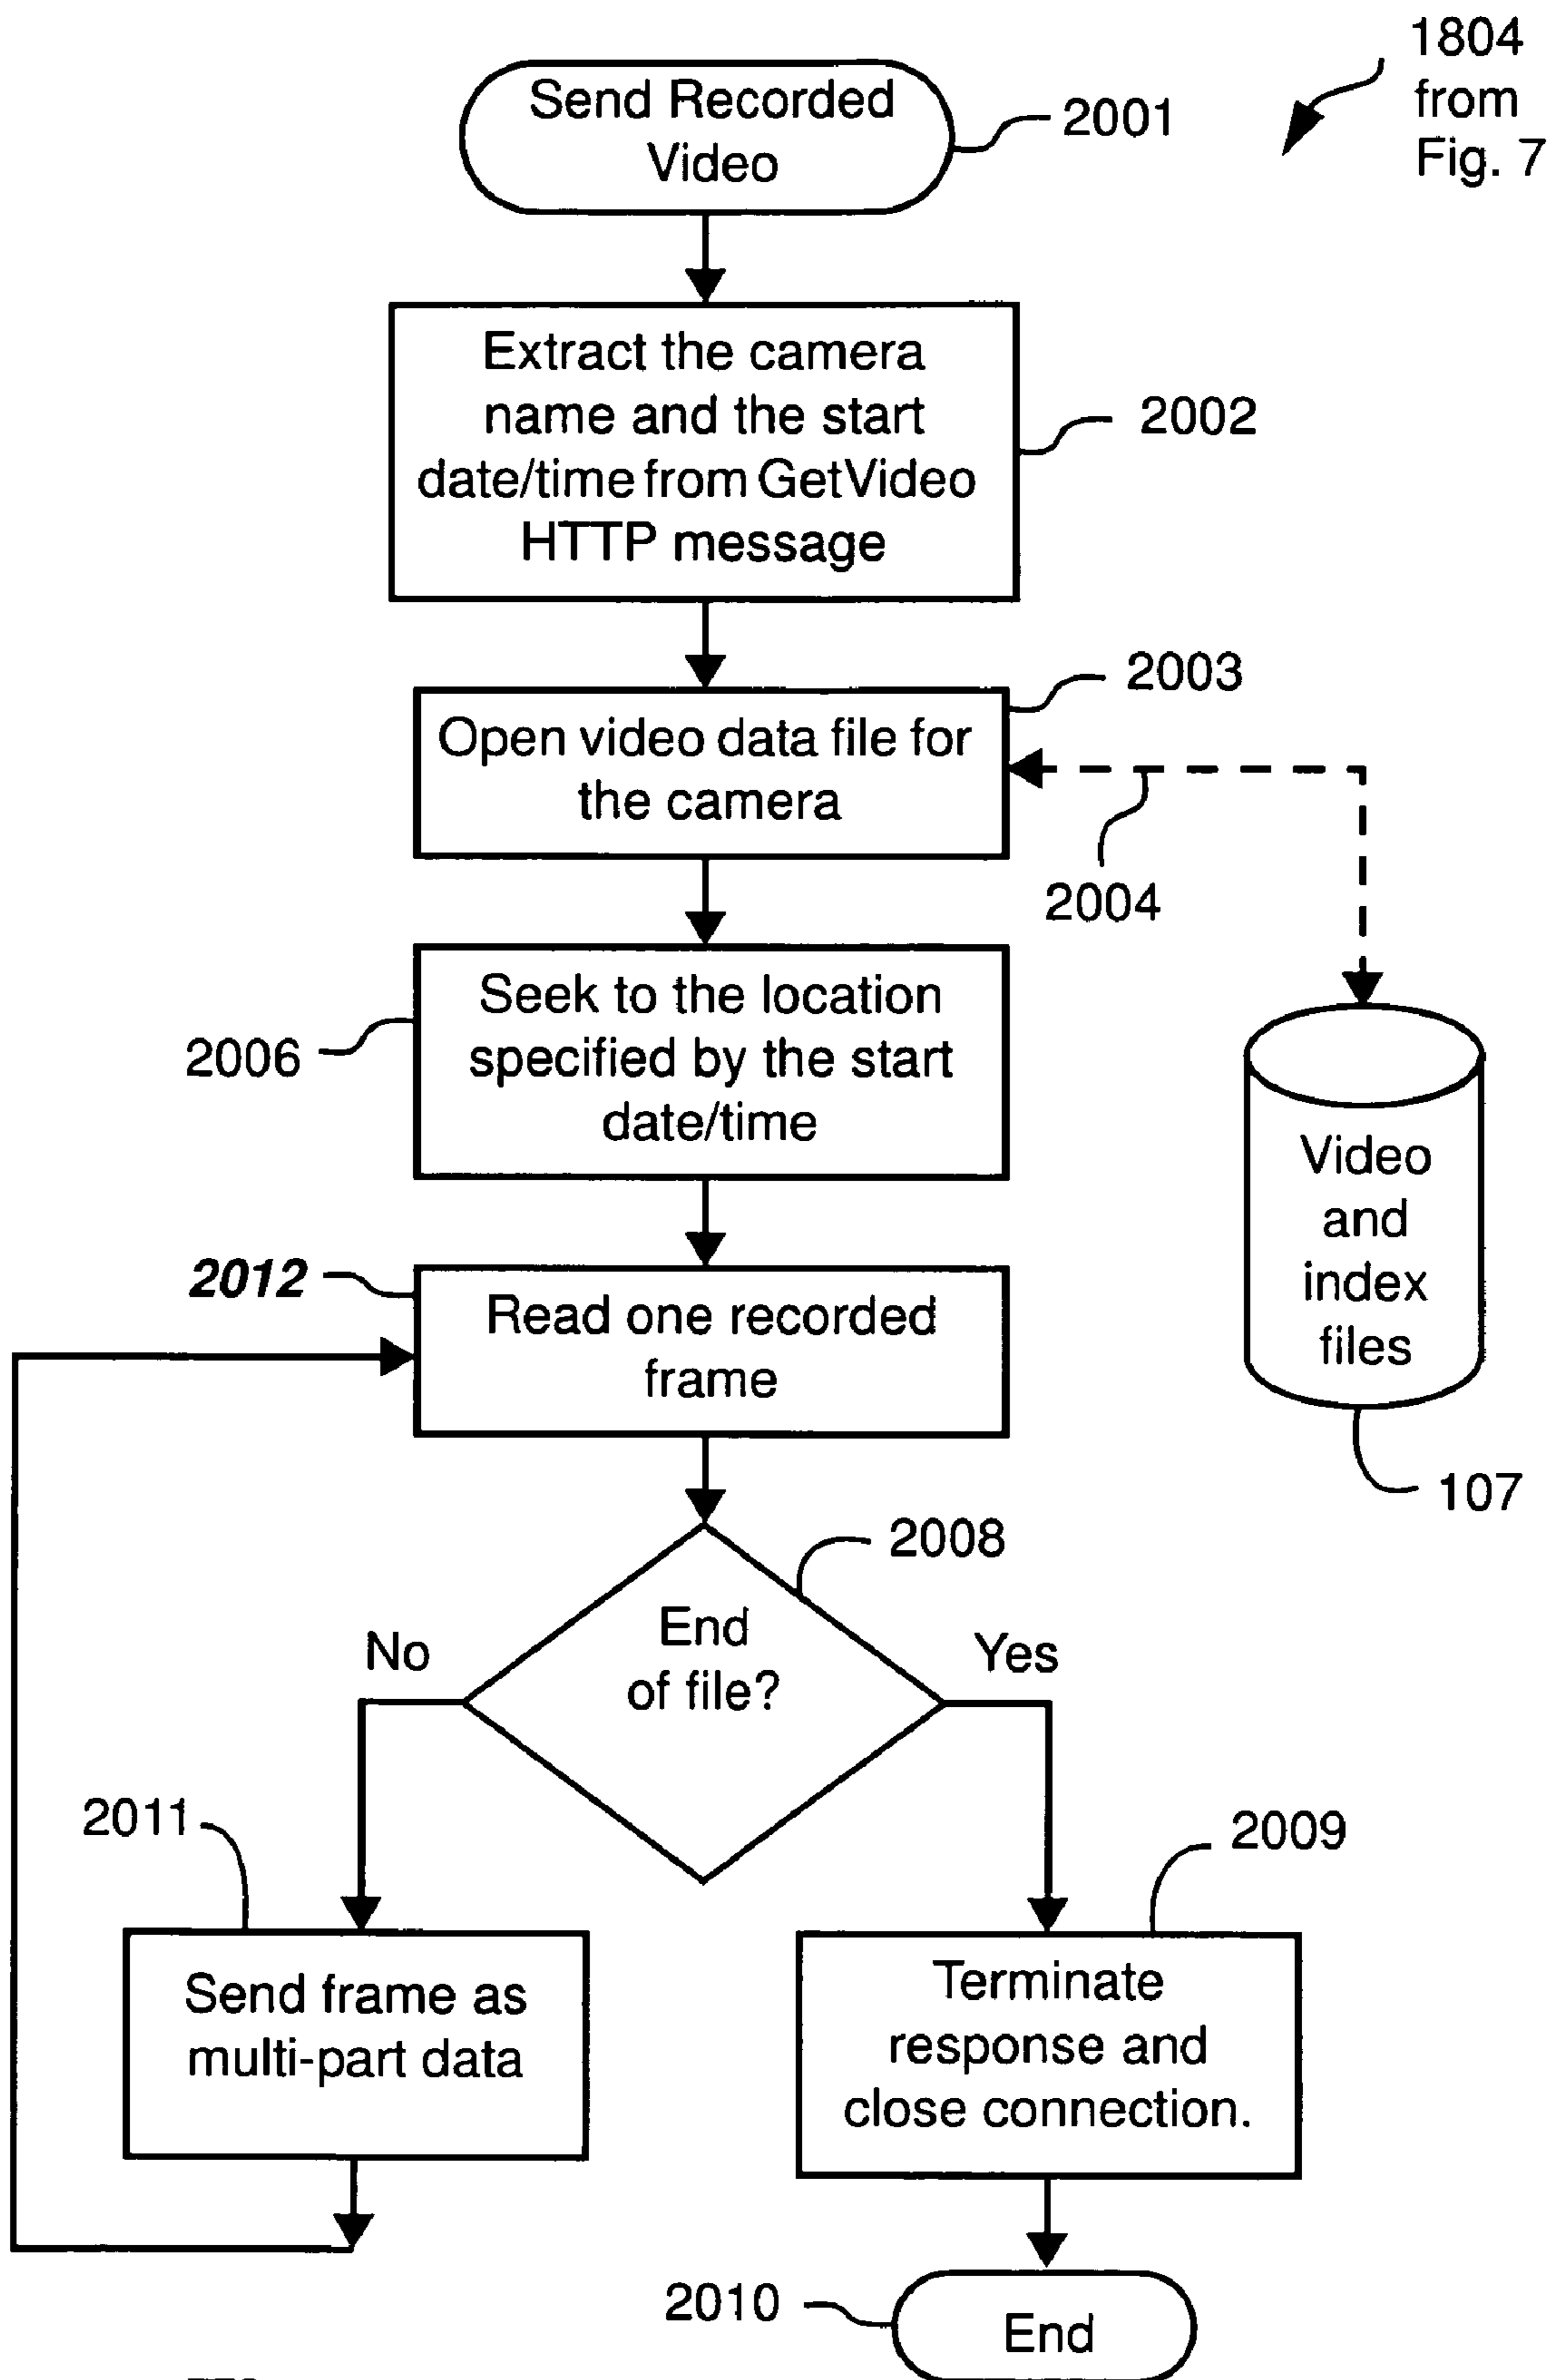 1804
from
Fig. 7
Send Recorded
Video
2001
Extract the camera
name and the start
date/time from GetVideo
HTTP message
2002
2003
Open video data file for
the camera
2004
Seek to the location
specified by the start
date/time
2006
Video
and
index
files
107
2012
Read one recorded
frame
2008
End
of file?
No
Yes
2011
Send frame as
multi-part data
2009
Terminate
response and
close connection.
2010
End